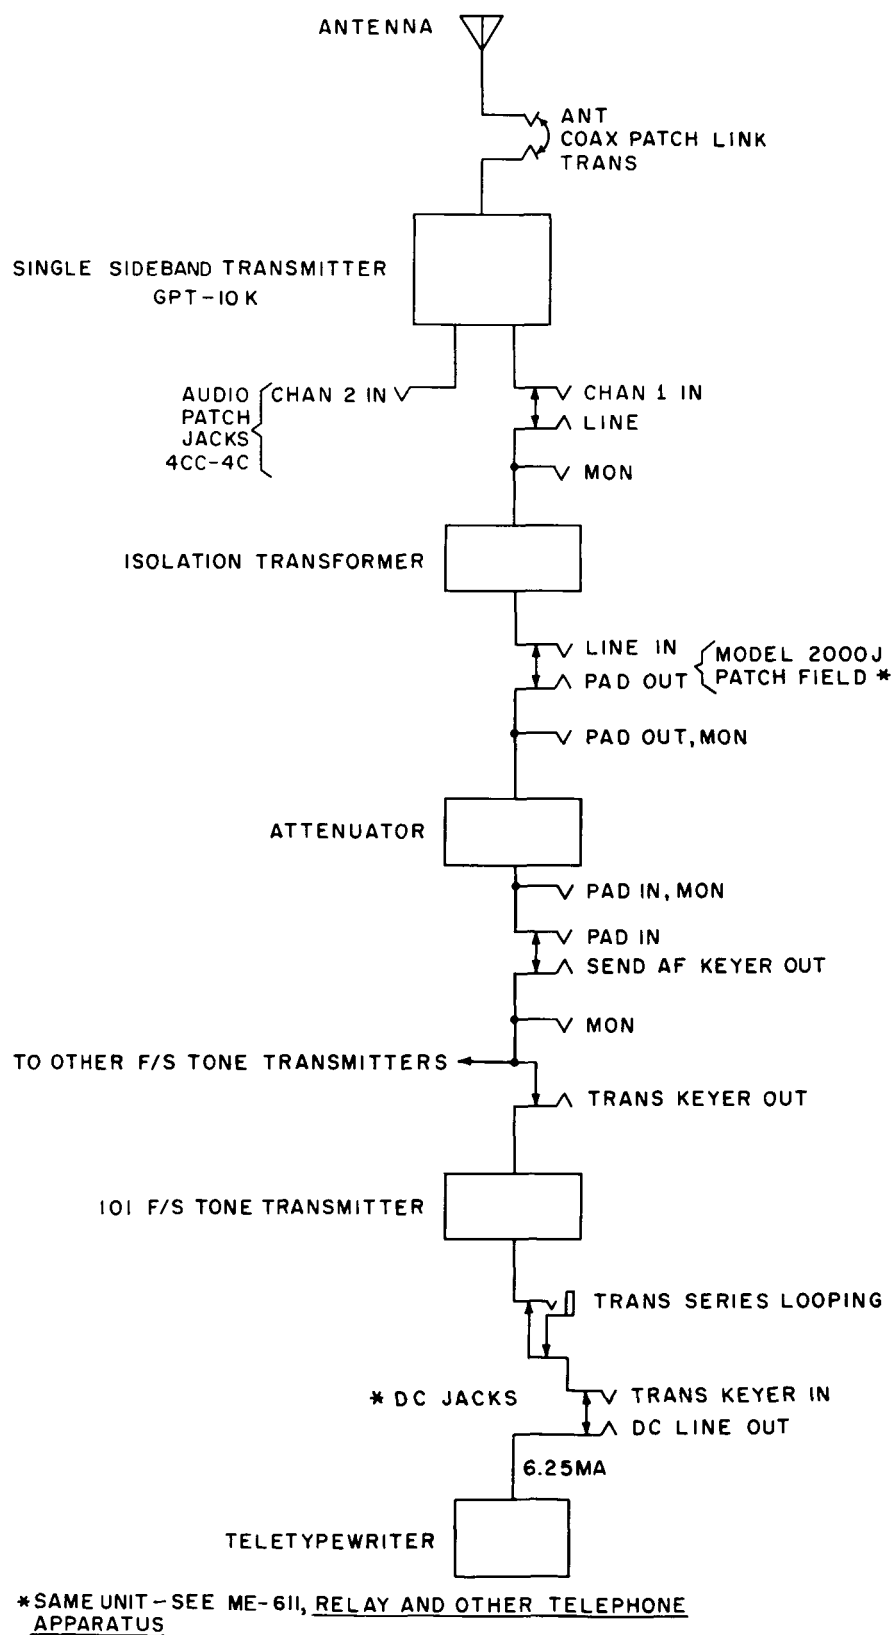 ANTENNA
ANT
COAX PATCH LINK
TRANS
SINGLE SIDEBAND TRANSMITTER
GPT-10K
AUDIO
PATCH
JACKS
4CC-4C
CHAN 2 IN
CHAN 1 IN
LINE
MON
ISOLATION TRANSFORMER
LINE IN
PAD OUT
MODEL 2000J
PATCH FIELD *
PAD OUT, MON
ATTENUATOR
PAD IN, MON
PAD IN
SEND AF KEYER OUT
MON
TO OTHER F/S TONE TRANSMITTERS
TRANS KEYER OUT
101 F/S TONE TRANSMITTER
TRANS SERIES LOOPING
* DC JACKS
TRANS KEYER IN
DC LINE OUT
6.25MA
TELETYPEWRITER
*SAME UNIT-SEE ME-611, RELAY AND OTHER TELEPHONE
APPARATUS